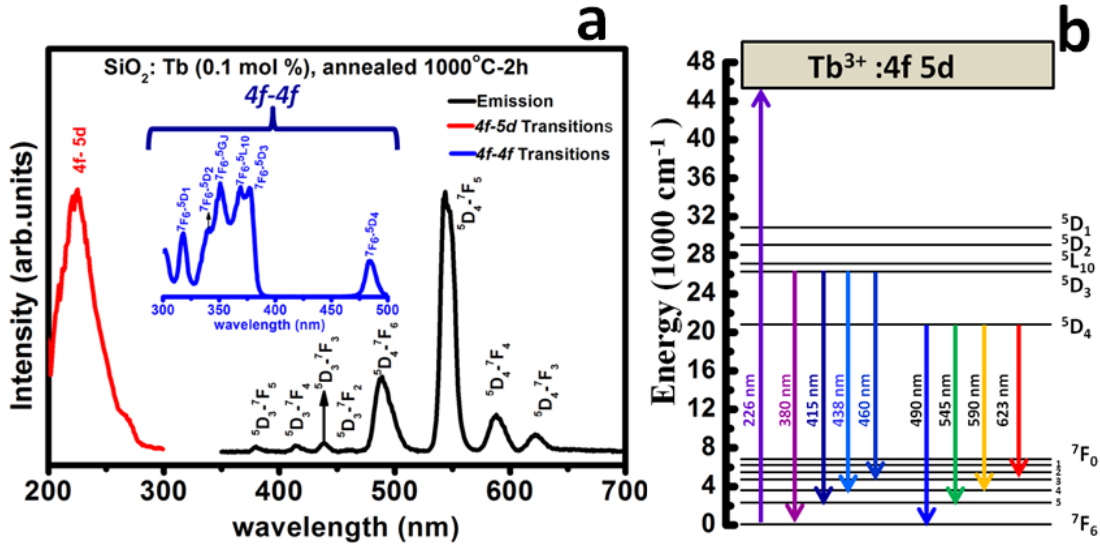 a
SiO2: Tb (0.1 mol %), annealed 1000°C-2h
4f-4f
Emission
4f-5d Transitions
4f-4f Transitions
4f- 5d
7F6-5D1
7F6-5D2
7F6-5GJ
7F6-5L10
7F6-5D3
7F6-5D4
300 350 400 450 500
wavelength (nm)
5D3-7F5
5D3-7F4
5D3-7F3
5D3-7F2
5D4-7F6
5D4-7F5
5D4-7F4
5D4-7F3
Intensity (arb.units)
200 300 400 500 600 700
wavelength (nm)
b
Tb3+ :4f 5d
Energy (1000 cm-1)
48
44
40
36
32
28
24
20
16
12
8
4
0
5D1
5D2
5L10
5D3
5D4
226 nm
380 nm
415 nm
438 nm
460 nm
490 nm
545 nm
590 nm
623 nm
7F0
1
2
3
4
5
7F6